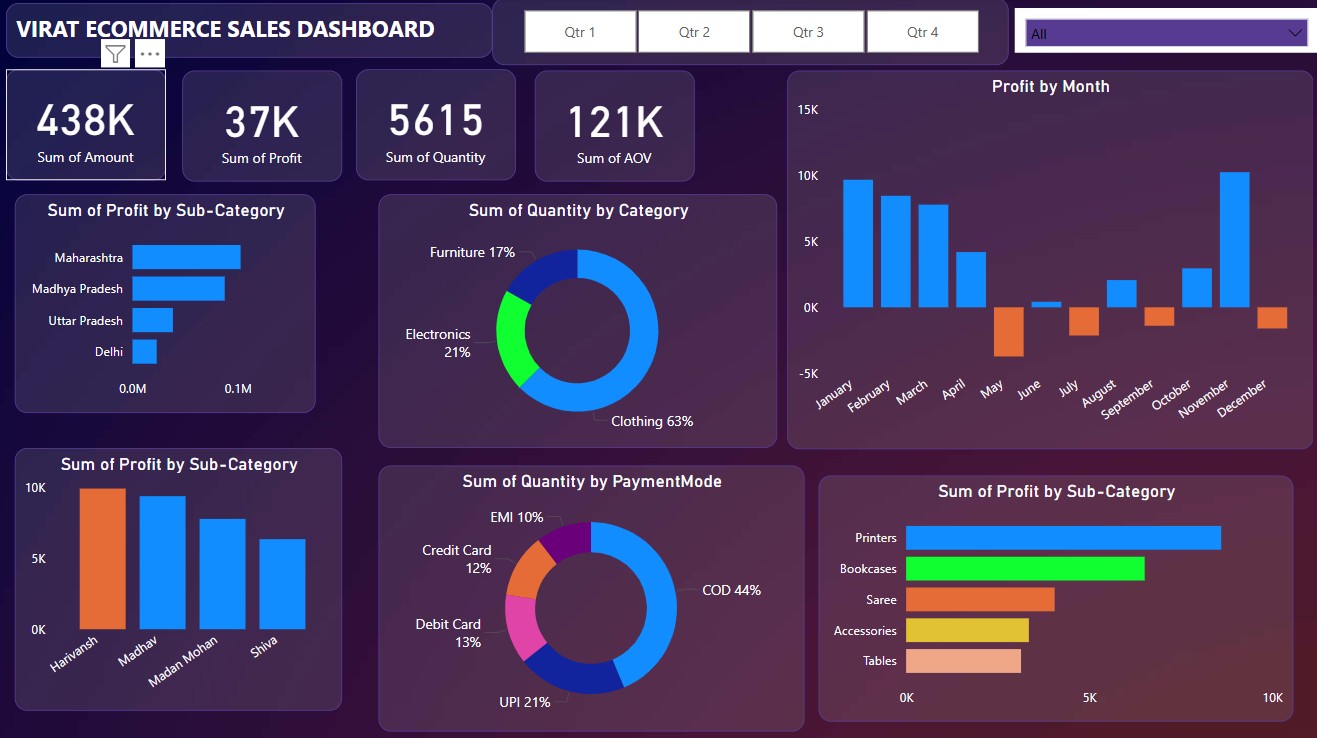 VIRAT ECOMMERCE SALES DASHBOARD
Qtr 1
Qtr 2
Qtr 3
Qtr 4
All
438K
Sum of Amount
37K
Sum of Profit
5615
Sum of Quantity
121K
Sum of AOV
Profit by Month
15K
10K
5K
0K
-5K
January
February
March
April
May
June
July
August
September
October
November
December
Sum of Profit by Sub-Category
Maharashtra
Madhya Pradesh
Uttar Pradesh
Delhi
0.0M
0.1M
Sum of Quantity by Category
Furniture 17%
Electronics
21%
Clothing 63%
Sum of Profit by Sub-Category
10K
5K
0K
Harivansh
Madhav
Madan Mohan
Shiva
Sum of Quantity by PaymentMode
EMI 10%
Credit Card
12%
COD 44%
Debit Card
13%
UPI 21%
Sum of Profit by Sub-Category
Printers
Bookcases
Saree
Accessories
Tables
0K
5K
10K